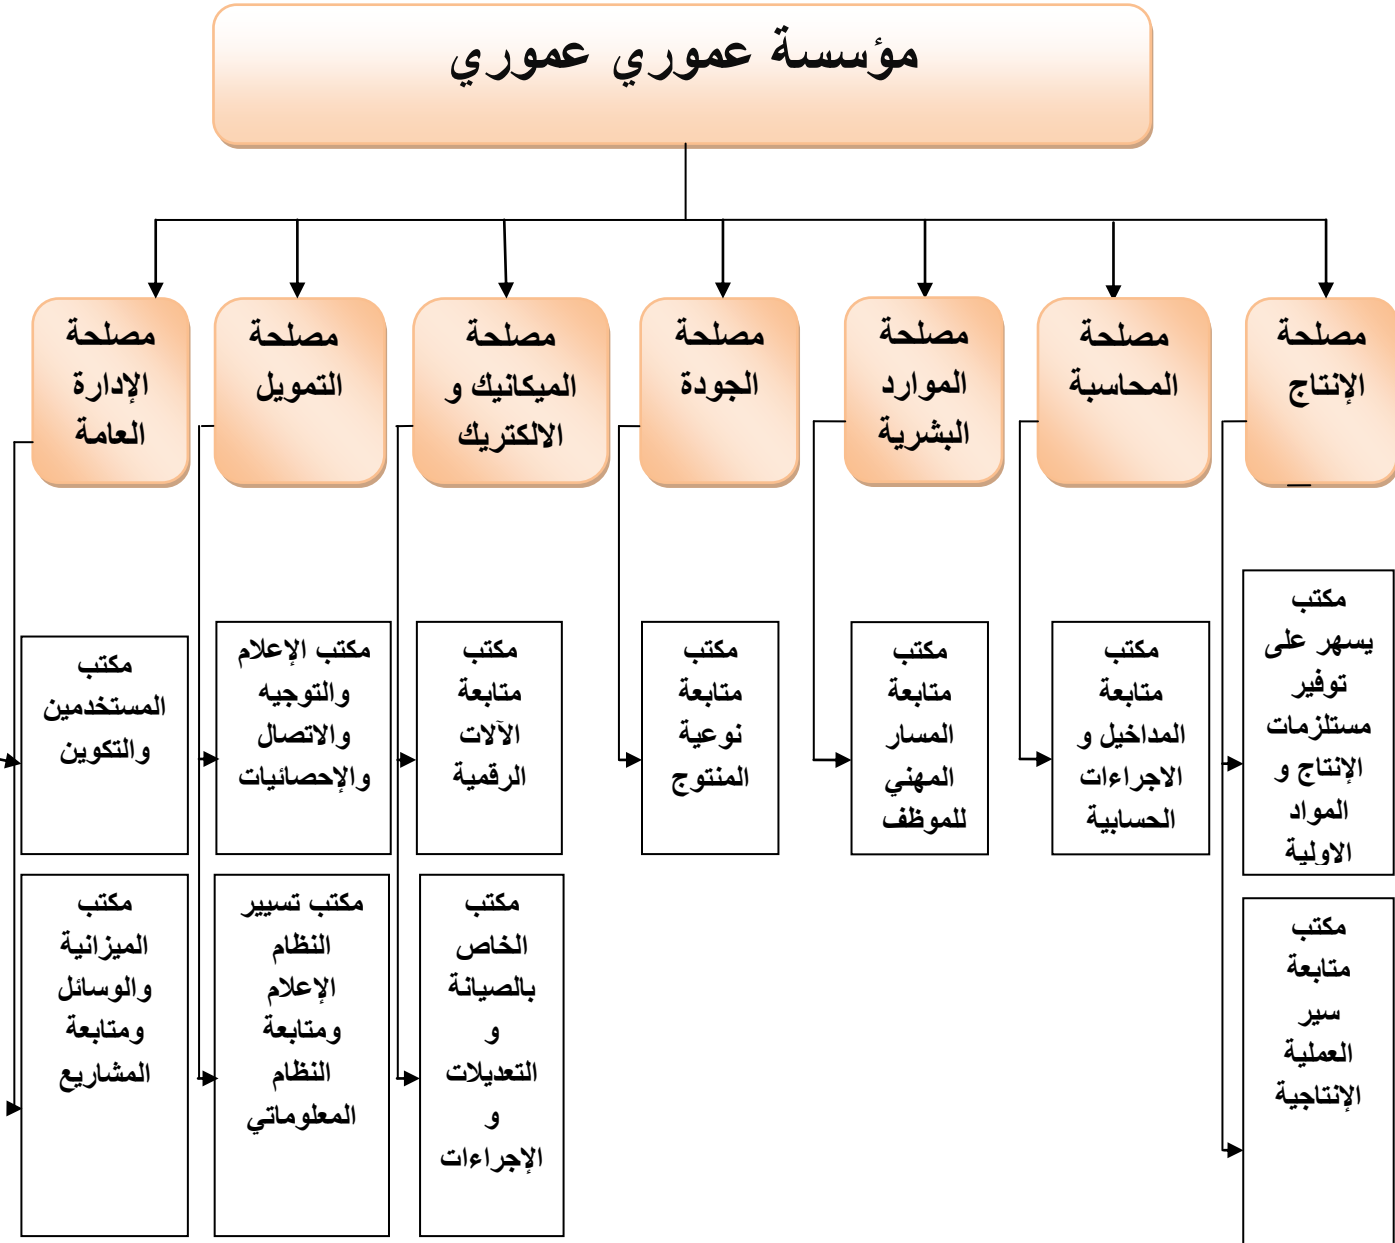 مؤسسة عموري عموري
مصلحة
الإنتاج
مصلحة
المحاسبة
مصلحة
الموارد
البشرية
مصلحة
الجودة
مصلحة
الميكانيك و
الالكتريك
مصلحة
التمويل
مصلحة
الإدارة
العامة
مكتب
يسهر على
توفير
مستلزمات
الإنتاج و
المواد
الاولية
مكتب
متابعة
المداخيل و
الاجراءات
الحسابية
مكتب
متابعة
المسار
المهني
للموظف
مكتب
متابعة
نوعية
المنتوج
مكتب
متابعة
الآلات
الرقمية
مكتب الإعلام
والتوجيه
والاتصال
والإحصائيات
مكتب
المستخدمين
والتكوين
مكتب
متابعة
سير
العملية
الإنتاجية
مكتب
الخاص
بالصيانة
و
التعديلات
و
الإجراءات
مكتب تسيير
النظام
الإعلام
ومتابعة
النظام
المعلوماتي
مكتب
الميزانية
والوسائل
ومتابعة
المشاريع